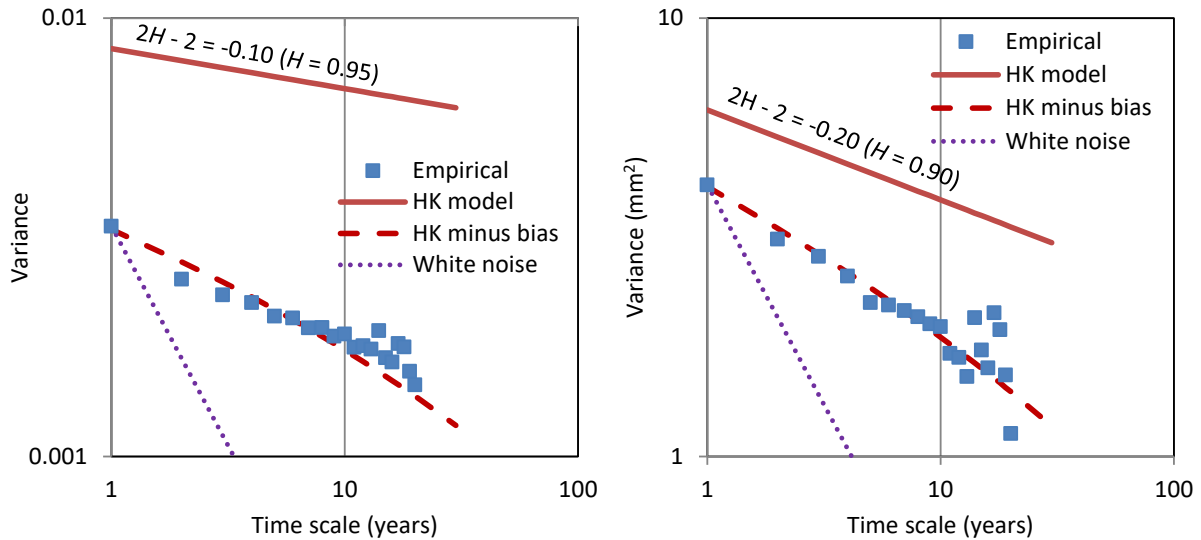 0.01
2H - 2 = -0.10 (H = 0.95)
Empirical
HK model
HK minus bias
White noise
Variance
0.001
1
10
100
Time scale (years)
10
2H - 2 = -0.20 (H = 0.90)
Empirical
HK model
HK minus bias
White noise
Variance (mm²)
1
1
10
100
Time scale (years)